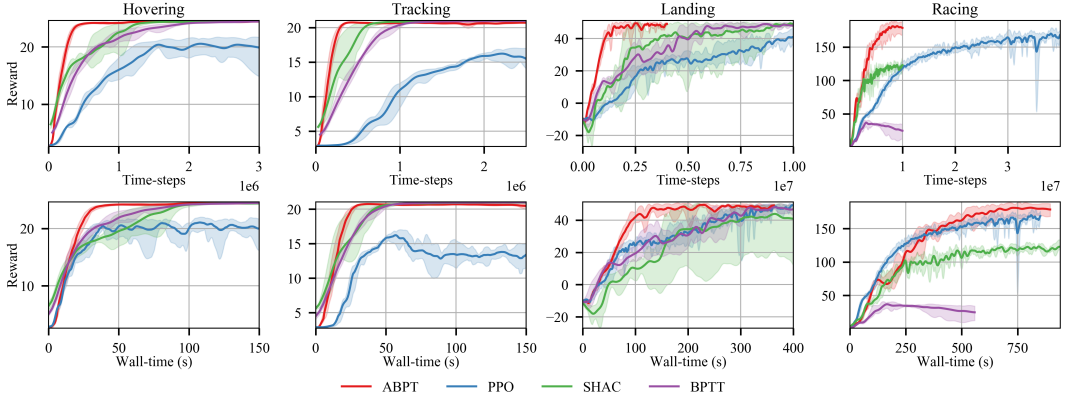 Hovering Tracking Landing Racing
Reward
20
10
0 1 2 3
Time-steps
1e6
20
15
10
5
0 1 2
Time-steps
1e6
40
20
0
−20
0.0 0.25 0.5 0.75 1.0
Time-steps
1e7
150
100
50
1 3
Time-steps
1e7
Reward
20
10
0 50 100 150
Wall-time (s)
20
15
10
5
0 50 100 150
Wall-time (s)
40
20
0
−20
0 100 200 300 400
Wall-time (s)
150
100
50
0 250 500 750
Wall-time (s)
ABPT PPO SHAC BPTT